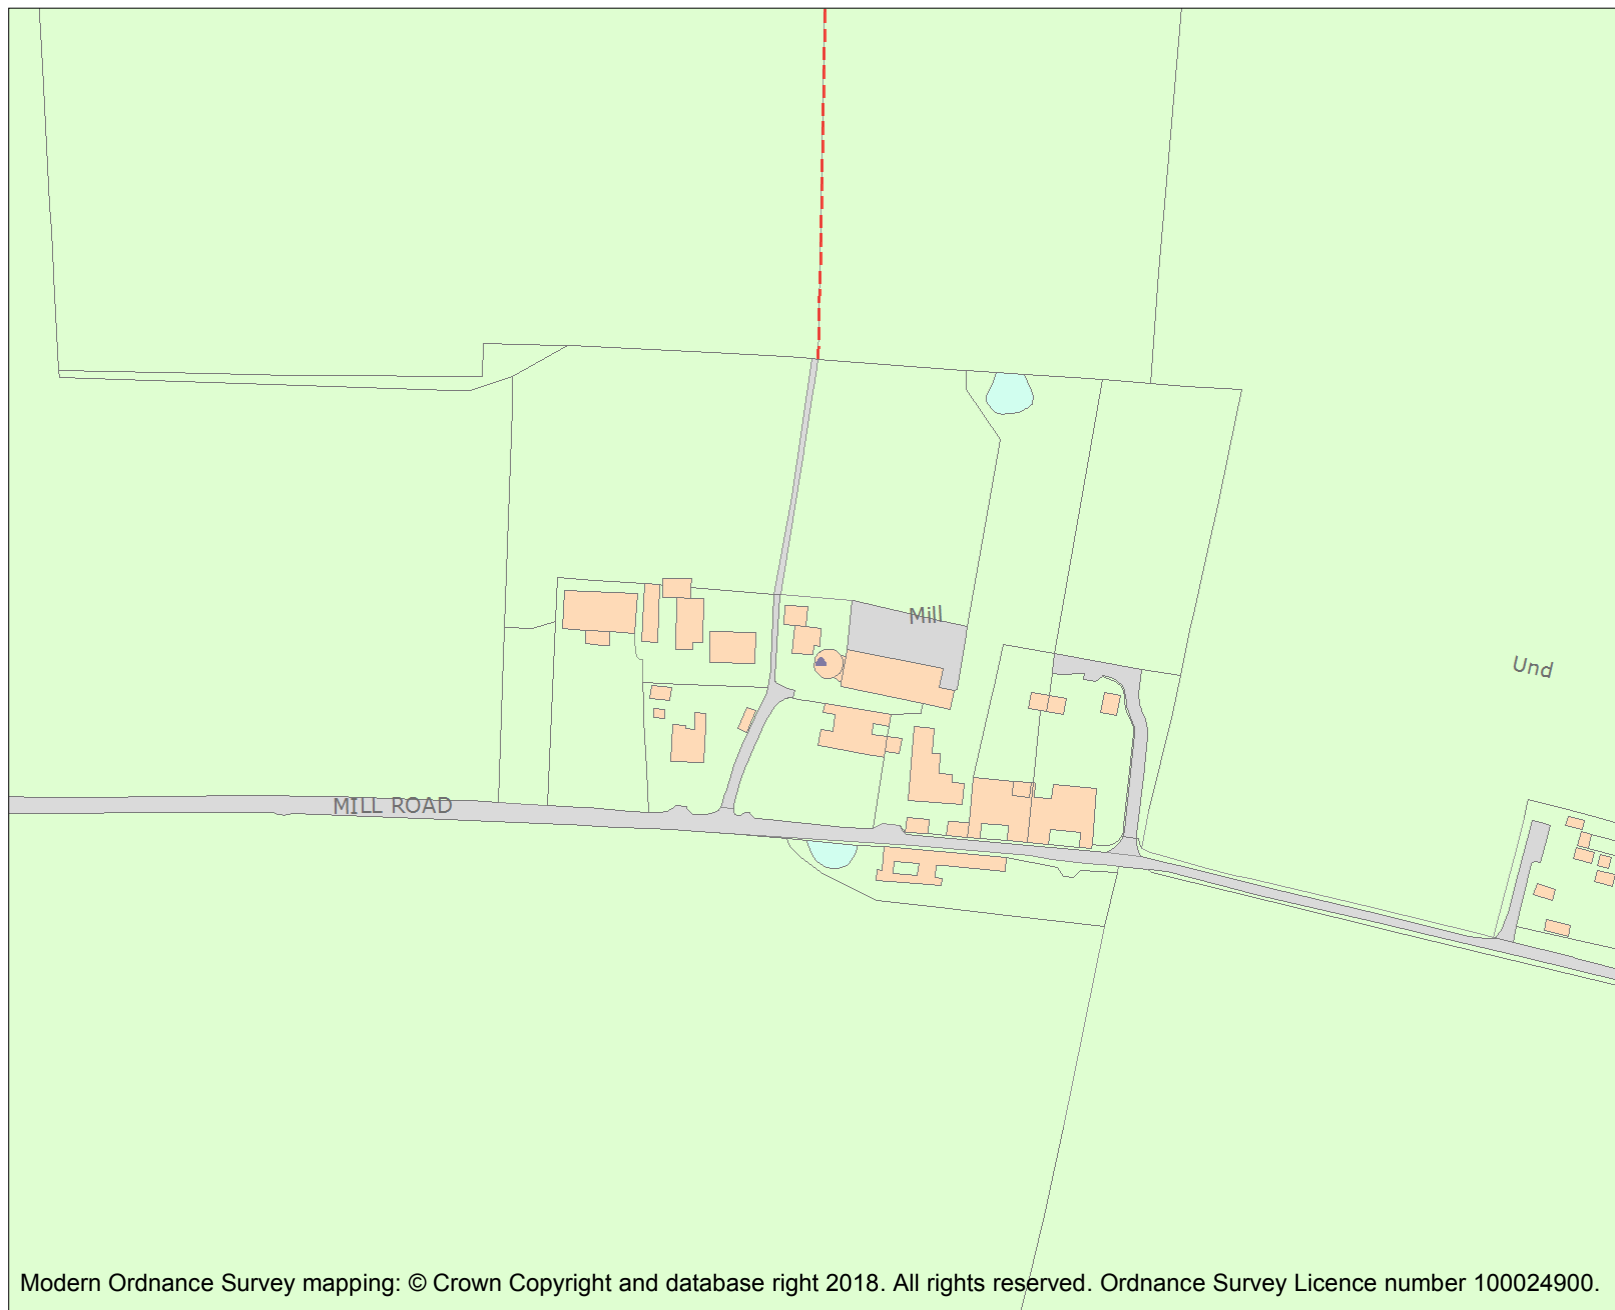 Mill
Und
MILL ROAD
Modern Ordnance Survey mapping: © Crown Copyright and database right 2018. All rights reserved. Ordnance Survey Licence number 100024900.